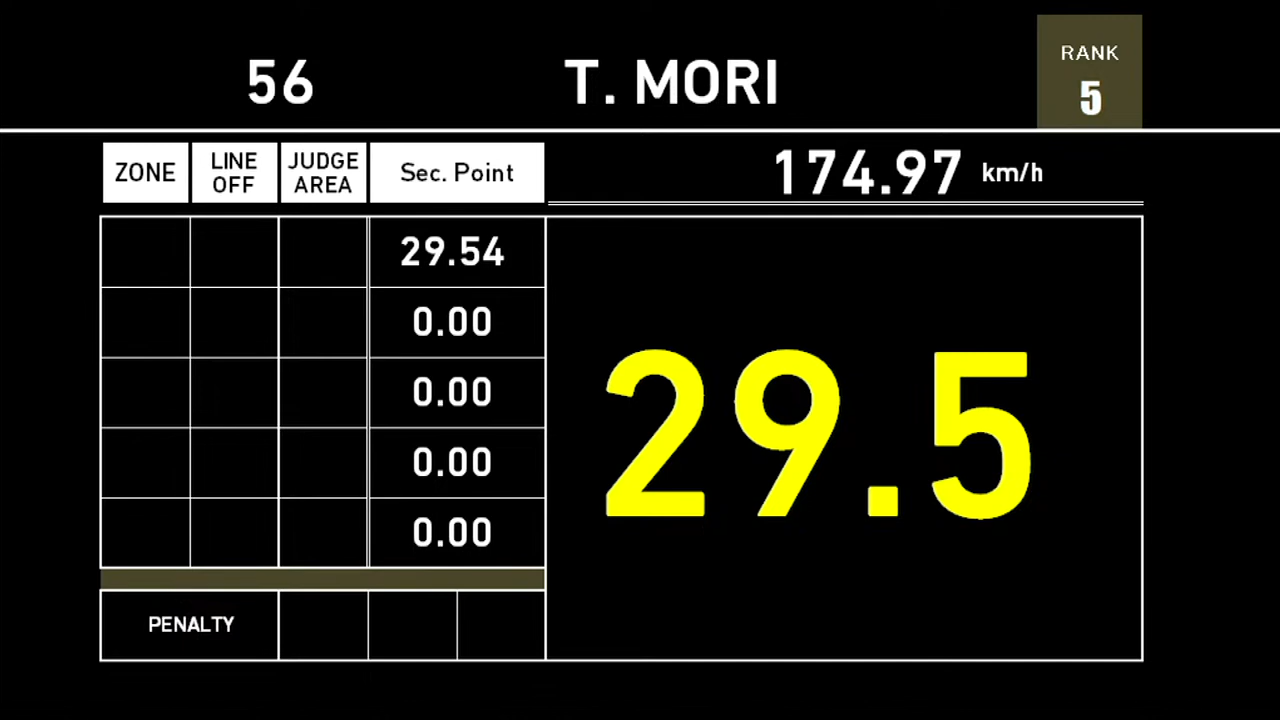 56 T. MORI
RANK
5
ZONE
LINE
OFF
JUDGE
AREA
Sec. Point
174.97 km/h
29.54
0.00
0.00
0.00
0.00
29.5
PENALTY